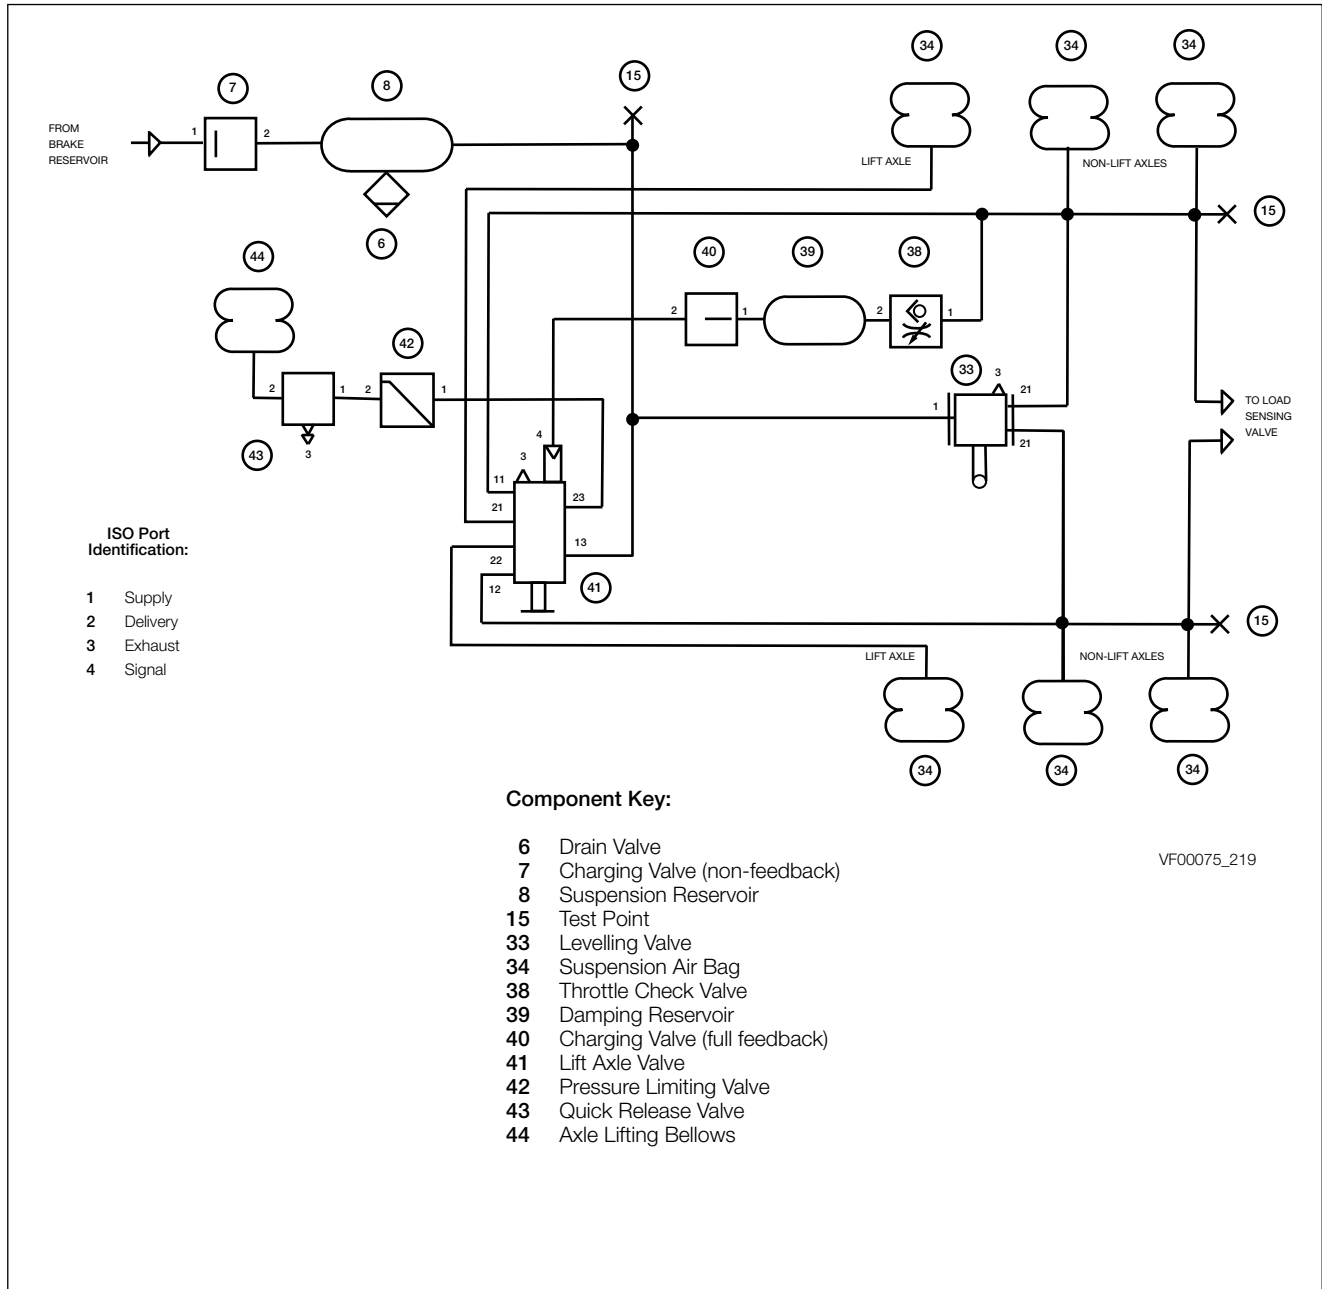 34
34
34
15
8
7
FROM
BRAKE
RESERVOIR
1
2
LIFT AXLE
NON-LIFT AXLES
15
6
44
40
39
38
2
1
2
1
42
33
3
2
1
2
1
1
21
21
TO LOAD
SENSING
VALVE
43
3
4
3
11
21
23
13
22
12
41
ISO Port
Identification:
1 Supply
2 Delivery
3 Exhaust
4 Signal
15
LIFT AXLE
NON-LIFT AXLES
34
34
34
Component Key:
6 Drain Valve
7 Charging Valve (non-feedback)
8 Suspension Reservoir
15 Test Point
33 Levelling Valve
34 Suspension Air Bag
38 Throttle Check Valve
39 Damping Reservoir
40 Charging Valve (full feedback)
41 Lift Axle Valve
42 Pressure Limiting Valve
43 Quick Release Valve
44 Axle Lifting Bellows
VF00075_219